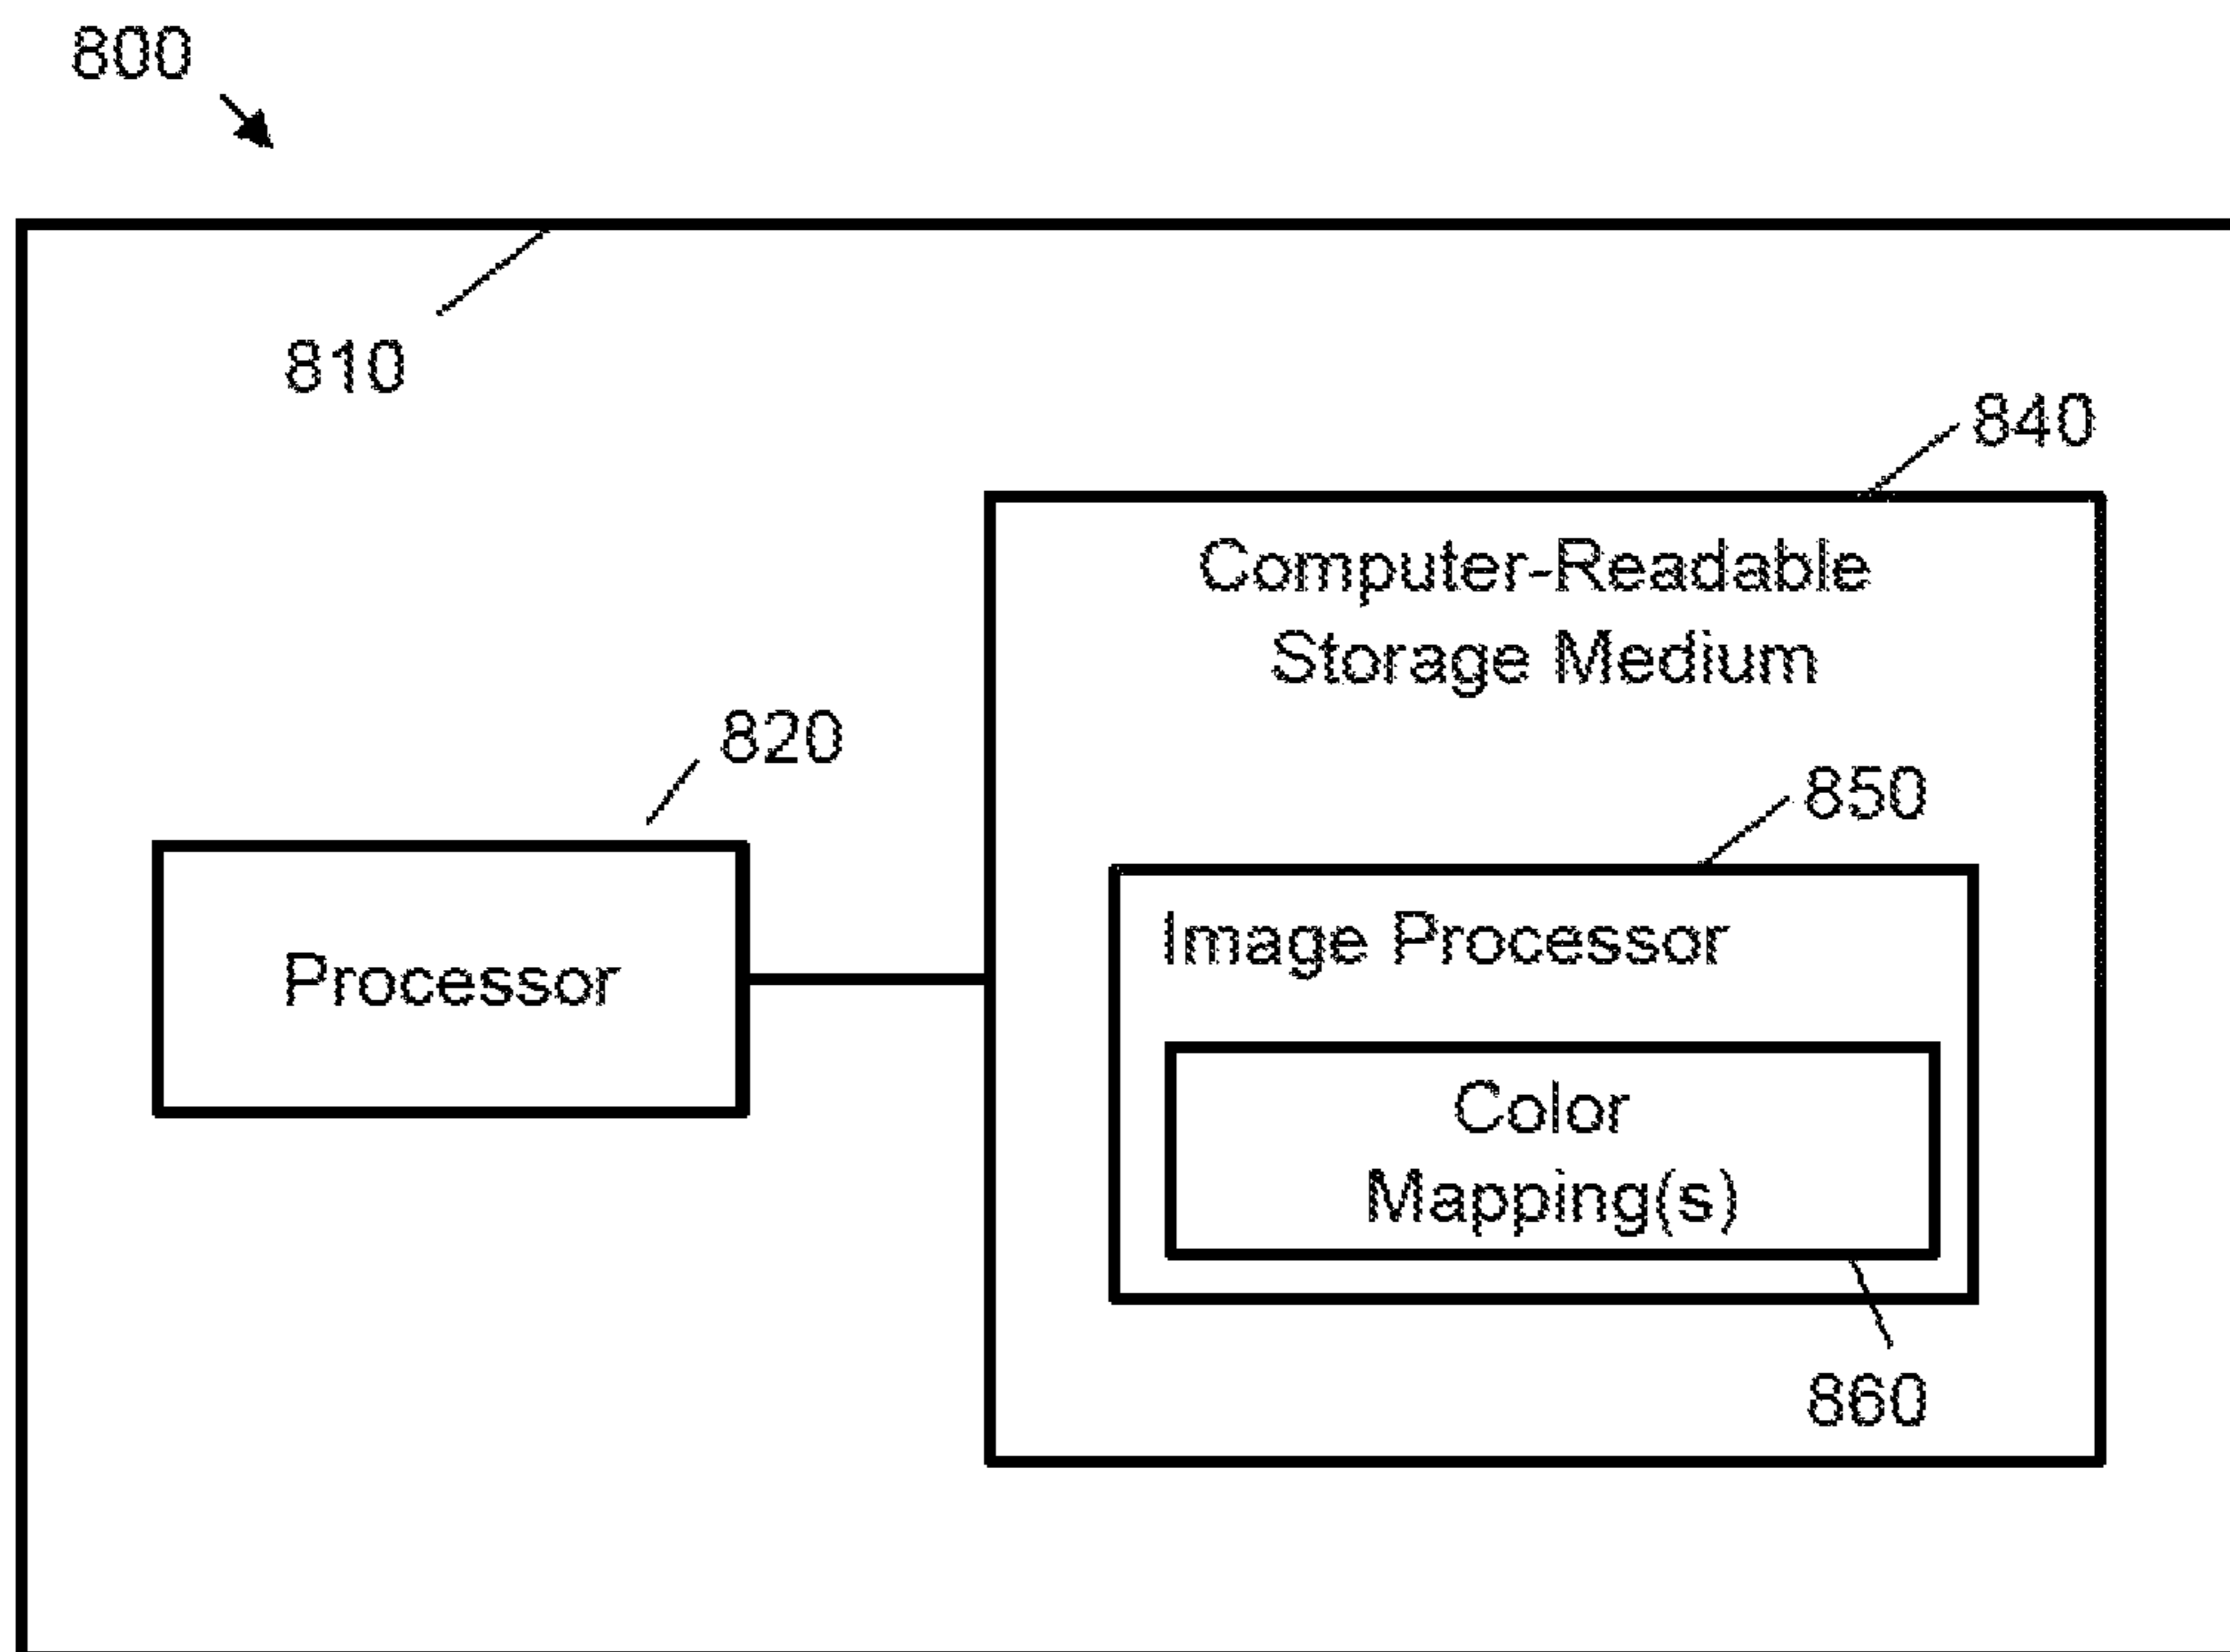 800
810
840
Computer-Readable
Storage Medium
820
850
Image Processor
Processor
Color
Mapping(s)
860